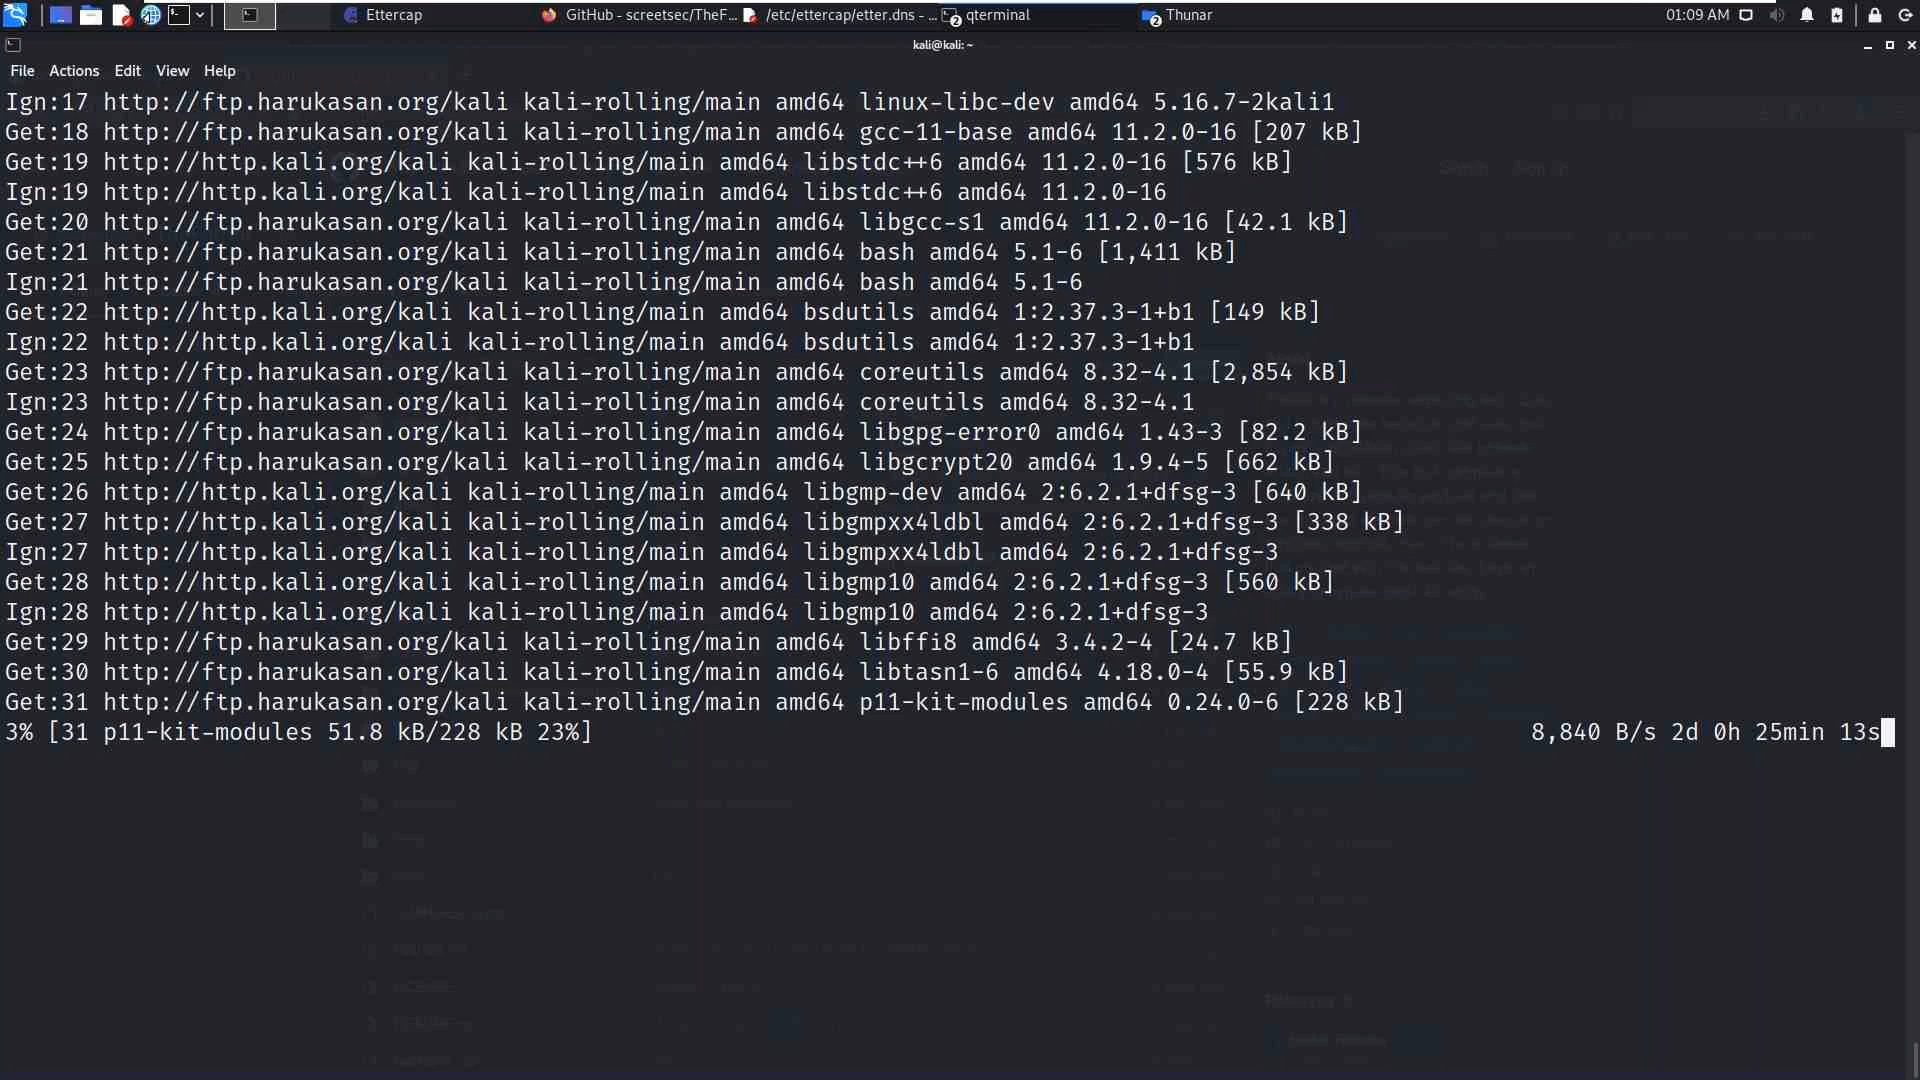 Ettercap
GitHub - screetsec/TheF...
/etc/ettercap/etter.dns - ...
2 qterminal
2 Thunar
01:09 AM
kali@kali: ~
File Actions Edit View Help
Ign:17 http://ftp.harukasan.org/kali kali-rolling/main amd64 linux-libc-dev amd64 5.16.7-2kali1
Get:18 http://ftp.harukasan.org/kali kali-rolling/main amd64 gcc-11-base amd64 11.2.0-16 [207 kB]
Get:19 http://http.kali.org/kali kali-rolling/main amd64 libstdc++6 amd64 11.2.0-16 [576 kB]
Ign:19 http://http.kali.org/kali kali-rolling/main amd64 libstdc++6 amd64 11.2.0-16
Get:20 http://ftp.harukasan.org/kali kali-rolling/main amd64 libgcc-s1 amd64 11.2.0-16 [42.1 kB]
Get:21 http://ftp.harukasan.org/kali kali-rolling/main amd64 bash amd64 5.1-6 [1,411 kB]
Ign:21 http://ftp.harukasan.org/kali kali-rolling/main amd64 bash amd64 5.1-6
Get:22 http://http.kali.org/kali kali-rolling/main amd64 bsdutils amd64 1:2.37.3-1+b1 [149 kB]
Ign:22 http://http.kali.org/kali kali-rolling/main amd64 bsdutils amd64 1:2.37.3-1+b1
Get:23 http://ftp.harukasan.org/kali kali-rolling/main amd64 coreutils amd64 8.32-4.1 [2,854 kB]
Ign:23 http://ftp.harukasan.org/kali kali-rolling/main amd64 coreutils amd64 8.32-4.1
Get:24 http://ftp.harukasan.org/kali kali-rolling/main amd64 libgpg-error0 amd64 1.43-3 [82.2 kB]
Get:25 http://ftp.harukasan.org/kali kali-rolling/main amd64 libgcrypt20 amd64 1.9.4-5 [662 kB]
Get:26 http://http.kali.org/kali kali-rolling/main amd64 libgmp-dev amd64 2:6.2.1+dfsg-3 [640 kB]
Get:27 http://http.kali.org/kali kali-rolling/main amd64 libgmpxx4ldbl amd64 2:6.2.1+dfsg-3 [338 kB]
Ign:27 http://http.kali.org/kali kali-rolling/main amd64 libgmpxx4ldbl amd64 2:6.2.1+dfsg-3
Get:28 http://http.kali.org/kali kali-rolling/main amd64 libgmp10 amd64 2:6.2.1+dfsg-3 [560 kB]
Ign:28 http://http.kali.org/kali kali-rolling/main amd64 libgmp10 amd64 2:6.2.1+dfsg-3
Get:29 http://ftp.harukasan.org/kali kali-rolling/main amd64 libffi8 amd64 3.4.2-4 [24.7 kB]
Get:30 http://ftp.harukasan.org/kali kali-rolling/main amd64 libtasn1-6 amd64 4.18.0-4 [55.9 kB]
Get:31 http://ftp.harukasan.org/kali kali-rolling/main amd64 p11-kit-modules amd64 0.24.0-6 [228 kB]
3% [31 p11-kit-modules 51.8 kB/228 kB 23%] 8,840 B/s 2d 0h 25min 13s